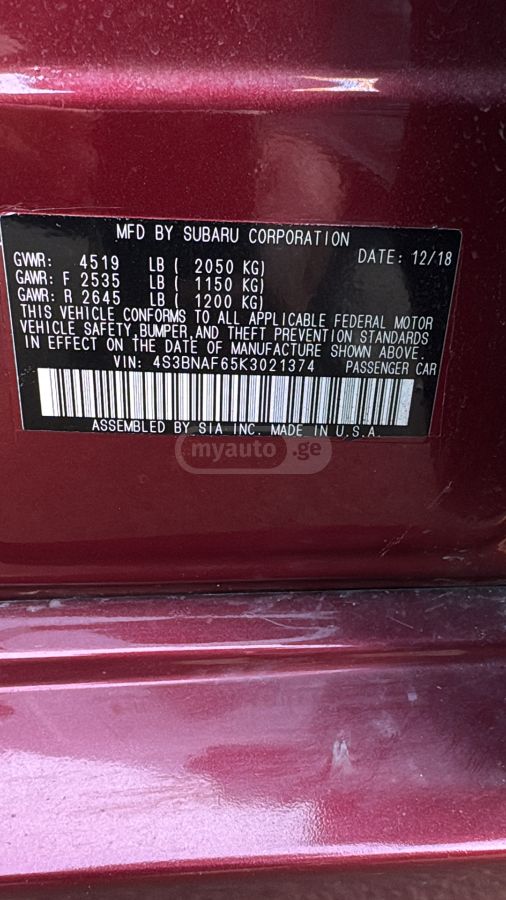 MFD BY SUBARU CORPORATION
GVWR: 4519 LB ( 2050 KG) DATE: 12/18
GAWR: F 2535 LB ( 1150 KG)
GAWR: R 2645 LB ( 1200 KG)
THIS VEHICLE CONFORMS TO ALL APPLICABLE FEDERAL MOTOR
VEHICLE SAFETY, BUMPER, AND THEFT PREVENTION STANDARDS
IN EFFECT ON THE DATE OF MANUFACTURE SHOWN ABOVE.
VIN: 4S3BNAF65K3021374 PASSENGER CAR
ASSEMBLED BY SIA INC. MADE IN U.S.A.
myauto.ge